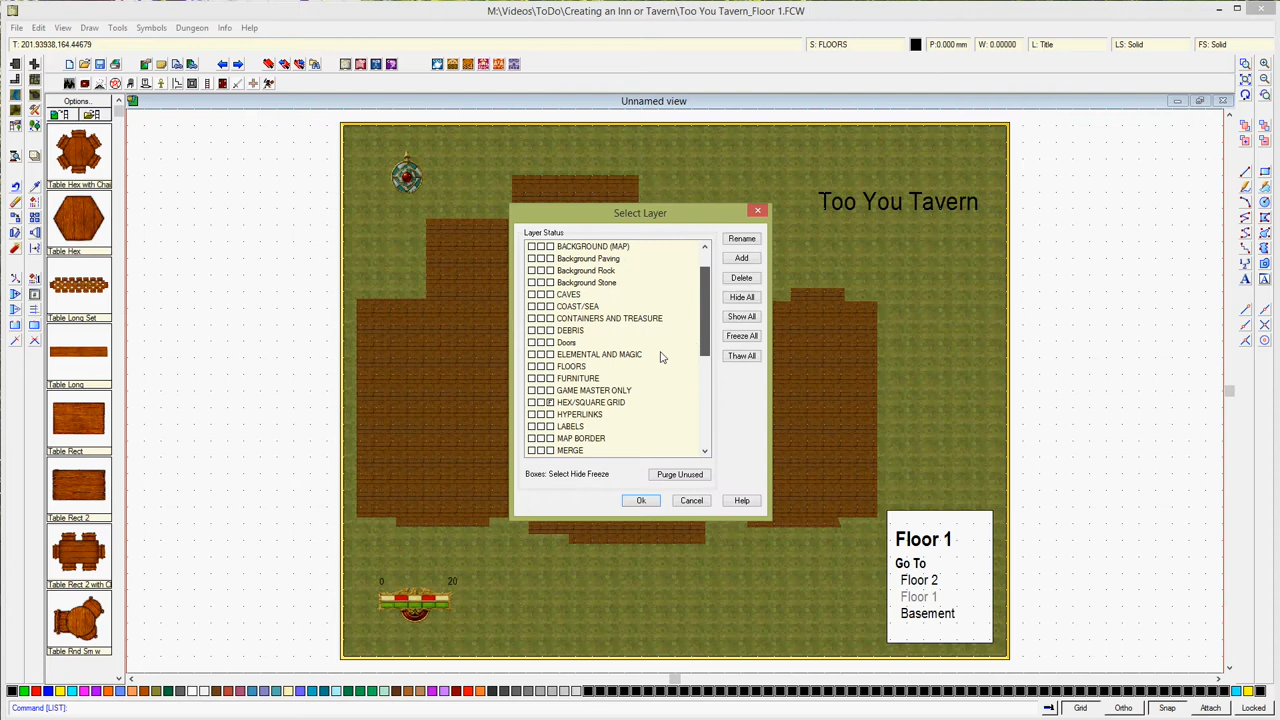 M:\Videos\ToDo\Creating an Inn or Tavern\Too You Tavern_Floor 1.FCW
File Edit View Draw Tools Symbols Dungeon Info Help
T: 201.93938,164.44679
S: FLOORS
P:0.000 mm
W: 0.00000
L: Title
LS: Solid
FS: Solid
Options..
Unnamed view
Table Hex with Chai
Table Hex
Table Long Set
Table Long
Table Rect
Table Rect 2
Table Rect 2 with C
Table Rnd Sm w
Too You Tavern
Select Layer
Layer Status
BACKGROUND (MAP)
Background Paving
Background Rock
Background Stone
CAVES
COAST/SEA
CONTAINERS AND TREASURE
DEBRIS
Doors
ELEMENTAL AND MAGIC
FLOORS
FURNITURE
GAME MASTER ONLY
F HEX/SQUARE GRID
HYPERLINKS
LABELS
MAP BORDER
MERGE
Rename
Add
Delete
Hide All
Show All
Freeze All
Thaw All
Boxes: Select Hide Freeze
Purge Unused
Ok
Cancel
Help
Floor 1
Go To
Floor 2
Floor 1
Basement
0 20
Command [LIST]:
Grid
Ortho
Snap
Attach
Locked